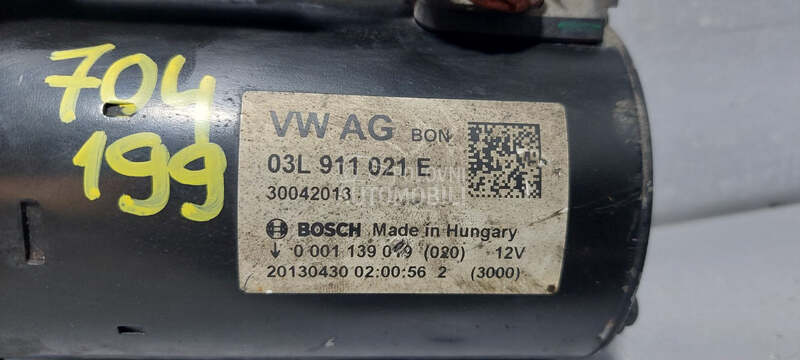 704
199
VW AG BON
03L 911 021 E
30042013
BOSCH Made in Hungary
0 001 139 019 (020) 12V
20130430 02:00:56 2 (3000)